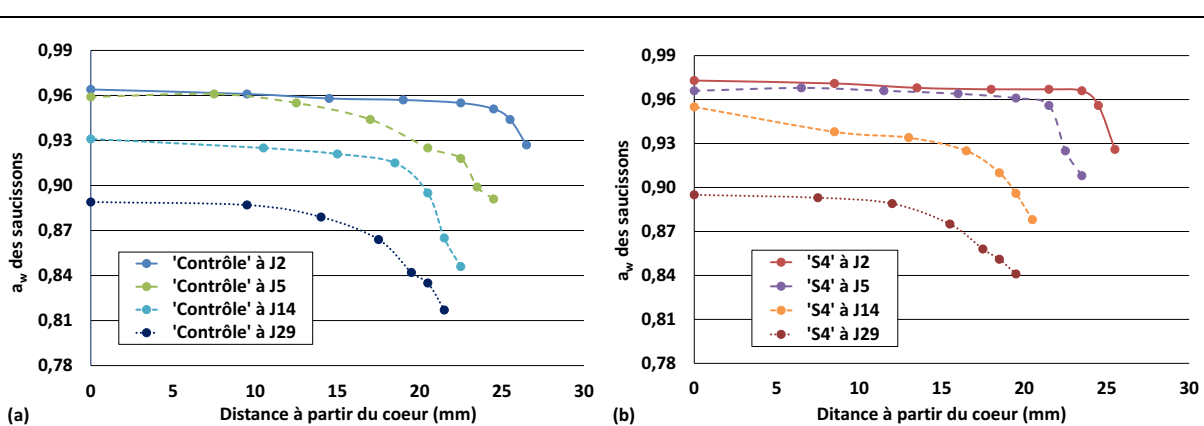 0,99
0,96
0,93
0,90
0,87
0,84
0,81
0,78
a_w des saucissons
'Contrôle' à J2
'Contrôle' à J5
'Contrôle' à J14
'Contrôle' à J29
0 5 10 15 20 25 30
(a) Distance à partir du coeur (mm)
0,99
0,96
0,93
0,90
0,87
0,84
0,81
0,78
a_w des saucissons
'S4' à J2
'S4' à J5
'S4' à J14
'S4' à J29
0 5 10 15 20 25 30
(b) Ditance à partir du coeur (mm)